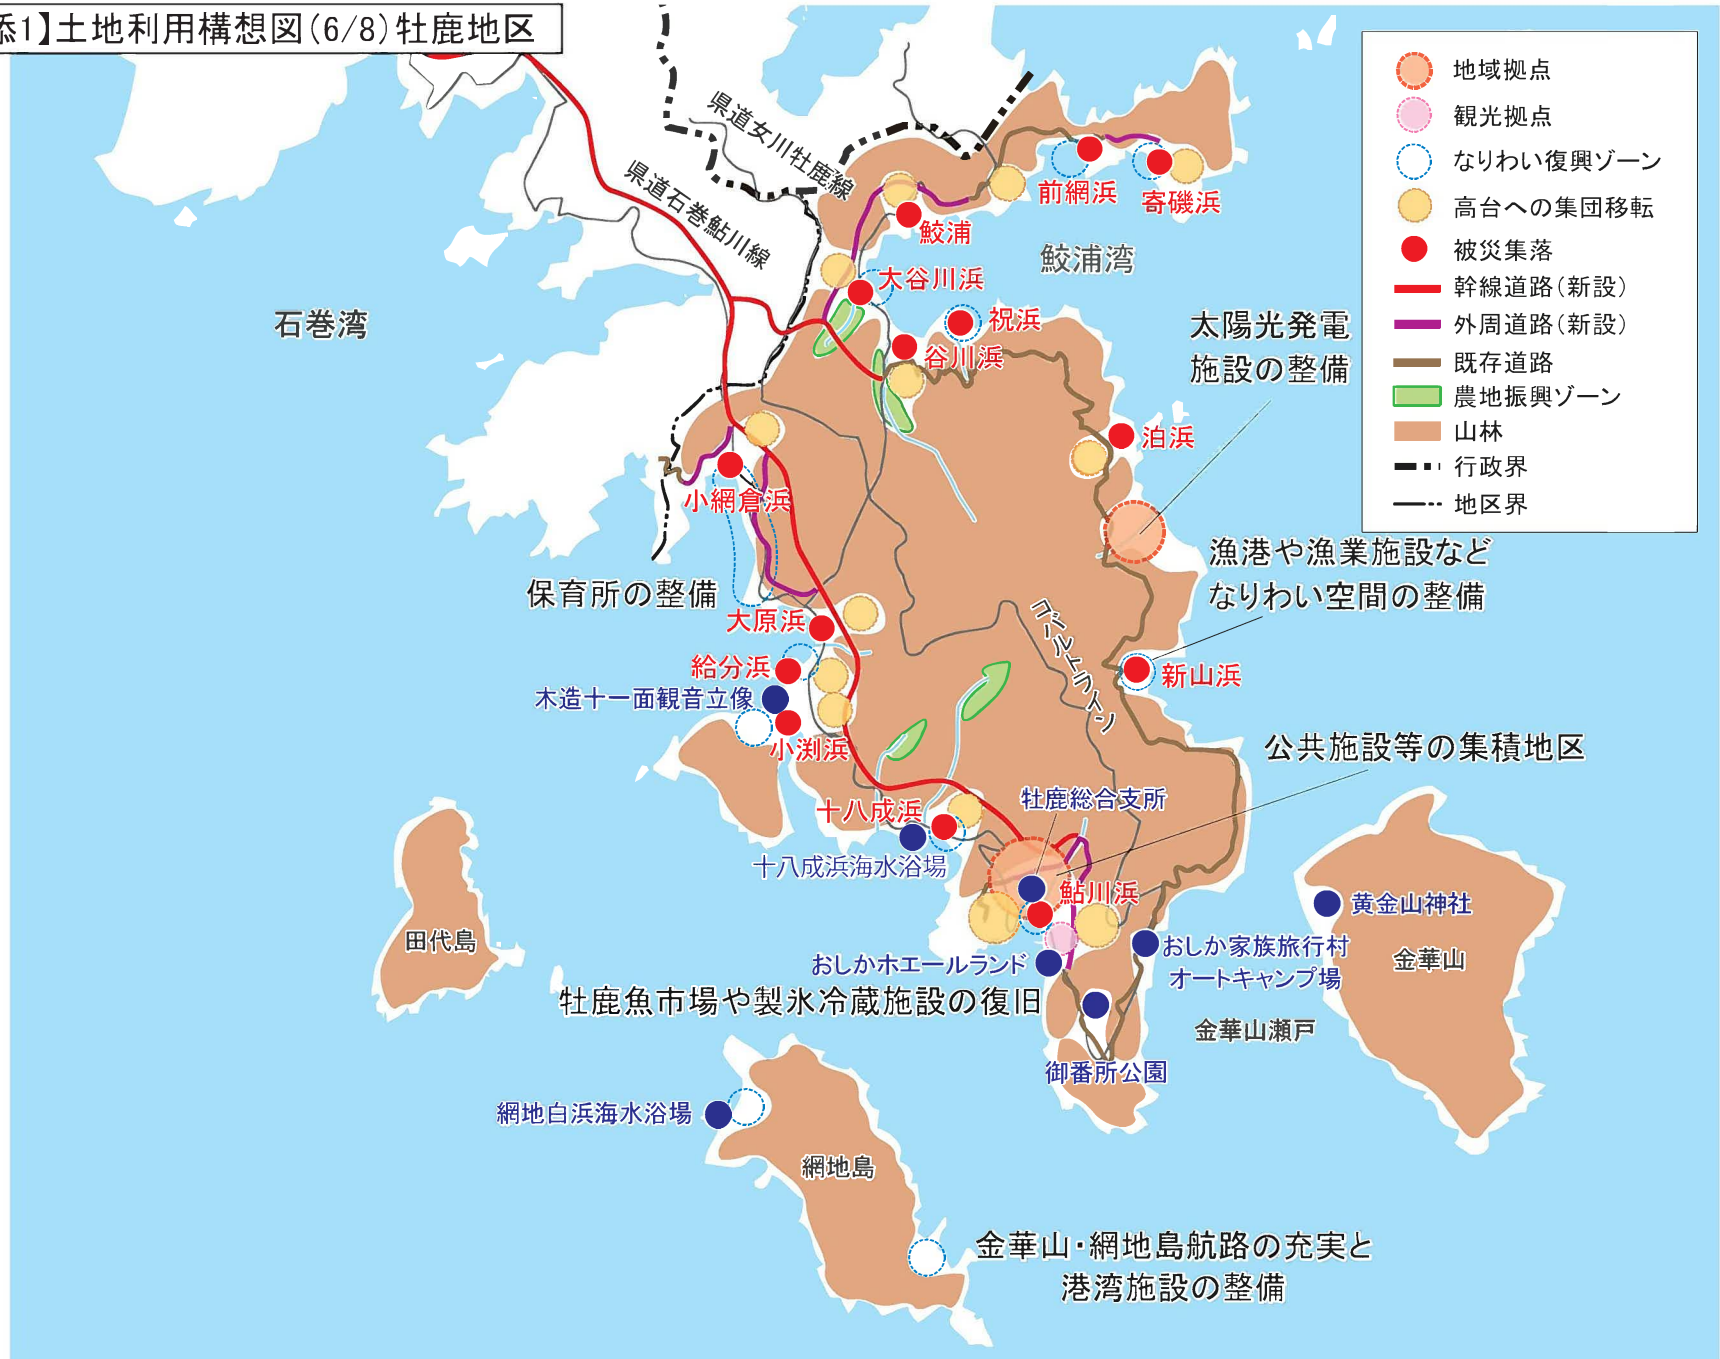 添1】土地利用構想図(6/8)牡鹿地区
地域拠点
観光拠点
なりわい復興ゾーン
高台への集団移転
被災集落
幹線道路(新設)
外周道路(新設)
既存道路
農地振興ゾーン
山林
行政界
地区界
県道女川牡鹿線
県道石巻鮎川線
前網浜
寄磯浜
鮫浦
鮫浦湾
大谷川浜
祝浜
谷川浜
石巻湾
太陽光発電
施設の整備
泊浜
小網倉浜
漁港や漁業施設など
なりわい空間の整備
保育所の整備
大原浜
コバルトライン
給分浜
新山浜
木造十一面観音立像
小渕浜
公共施設等の集積地区
牡鹿総合支所
十八成浜
十八成浜海水浴場
鮎川浜
黄金山神社
田代島
おしか家族旅行村
オートキャンプ場
金華山
おしかホエールランド
牡鹿魚市場や製氷冷蔵施設の復旧
金華山瀬戸
御番所公園
網地白浜海水浴場
網地島
金華山・網地島航路の充実と
港湾施設の整備